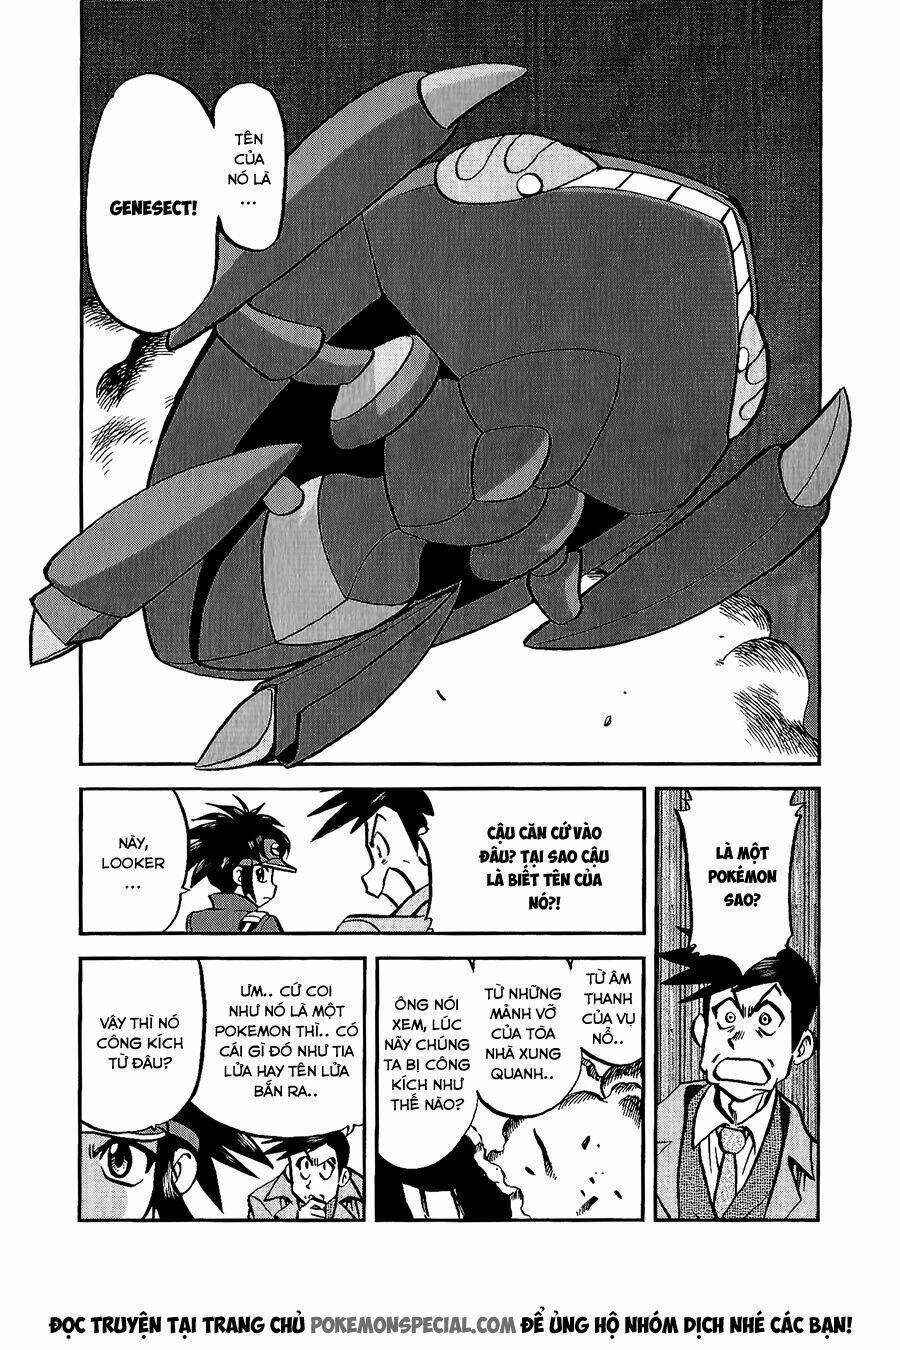 TÊN
CỦA
NÓ LÀ
...
GENESECT!
LÀ MỘT
POKÉMON
SAO?
CẬU CĂN CỨ VÀO
ĐÂU? TẠI SAO CẬU
LÀ BIẾT TÊN CỦA
NÓ?!
NÀY,
LOOKER
...
TỪ ÂM
THANH
CỦA VỤ
NỔ..
TỪ NHỮNG
MẢNH VỠ
CỦA TÒA
NHÀ XUNG
QUANH..
ÔNG NÓI
XEM, LÚC
NÃY CHÚNG
TA BỊ CÔNG
KÍCH NHƯ
THẾ NÀO?
ƯM.. CỨ COI
NHƯ NÓ LÀ MỘT
POKEMON THÌ.. CÓ
CÁI GÌ ĐÓ NHƯ TIA
LỬA HAY TÊN LỬA
BẮN RA..
VẬY THÌ NÓ
CÔNG KÍCH
TỪ ĐÂU?
ĐỌC TRUYỆN TẠI TRANG CHỦ POKEMONSPECIAL.COM ĐỂ ỦNG HỘ NHÓM DỊCH NHÉ CÁC BẠN!